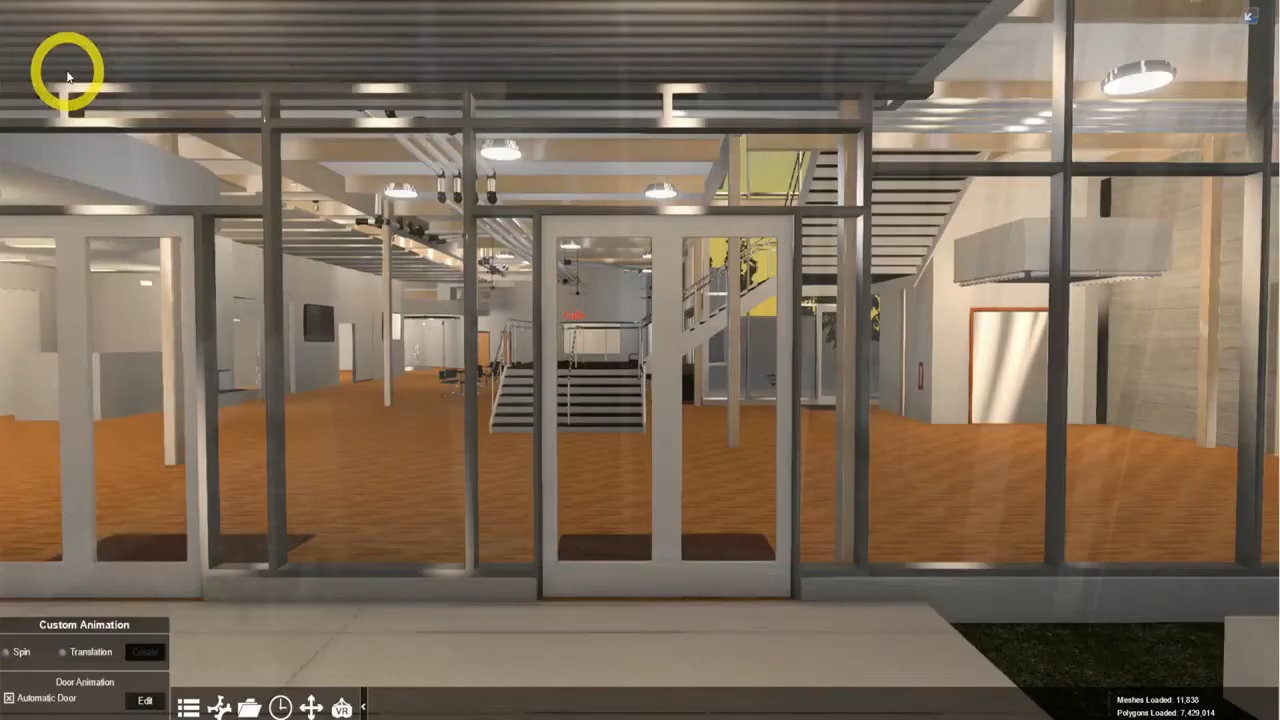 Custom Animation
Spin Translation Create
Door Animation
Automatic Door Edit
VR
Meshes Loaded: 11,838
Polygons Loaded: 7,429,014